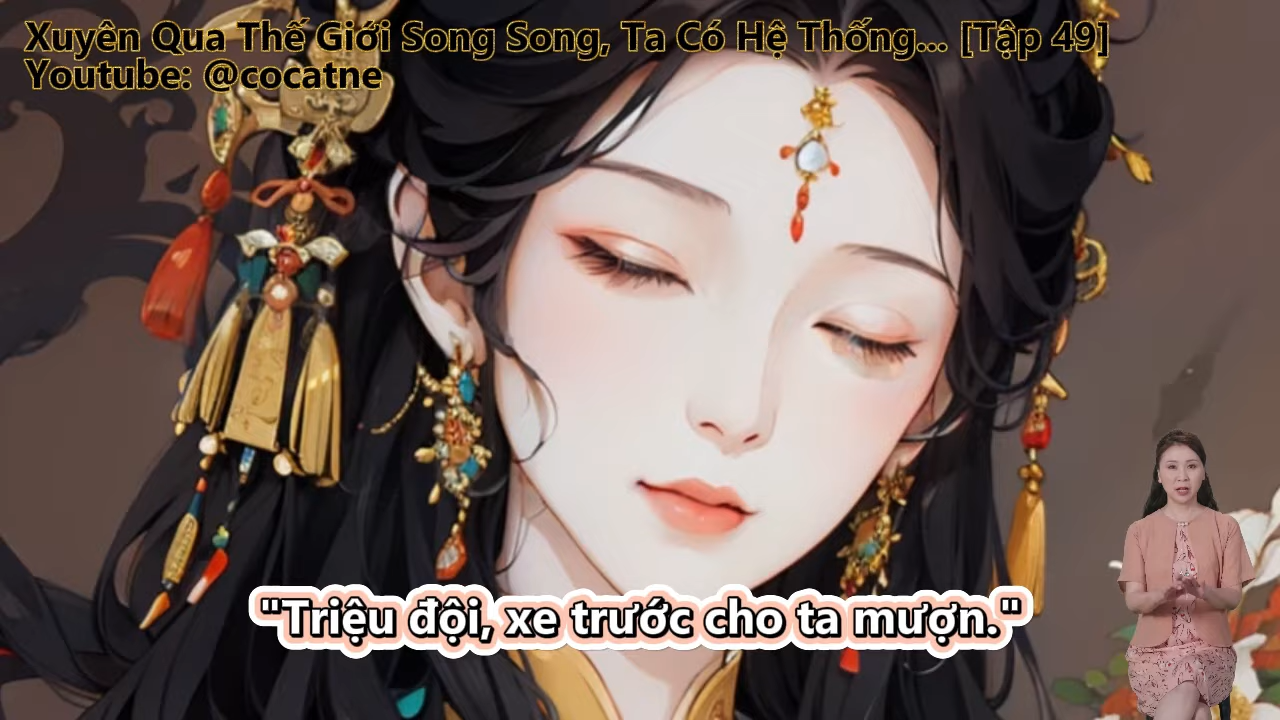 Xuyên Qua Thế Giới Song Song, Ta Có Hệ Thống... [Tập 49]
Youtube: @cocatne
"Triệu đội, xe trước cho ta mượn."